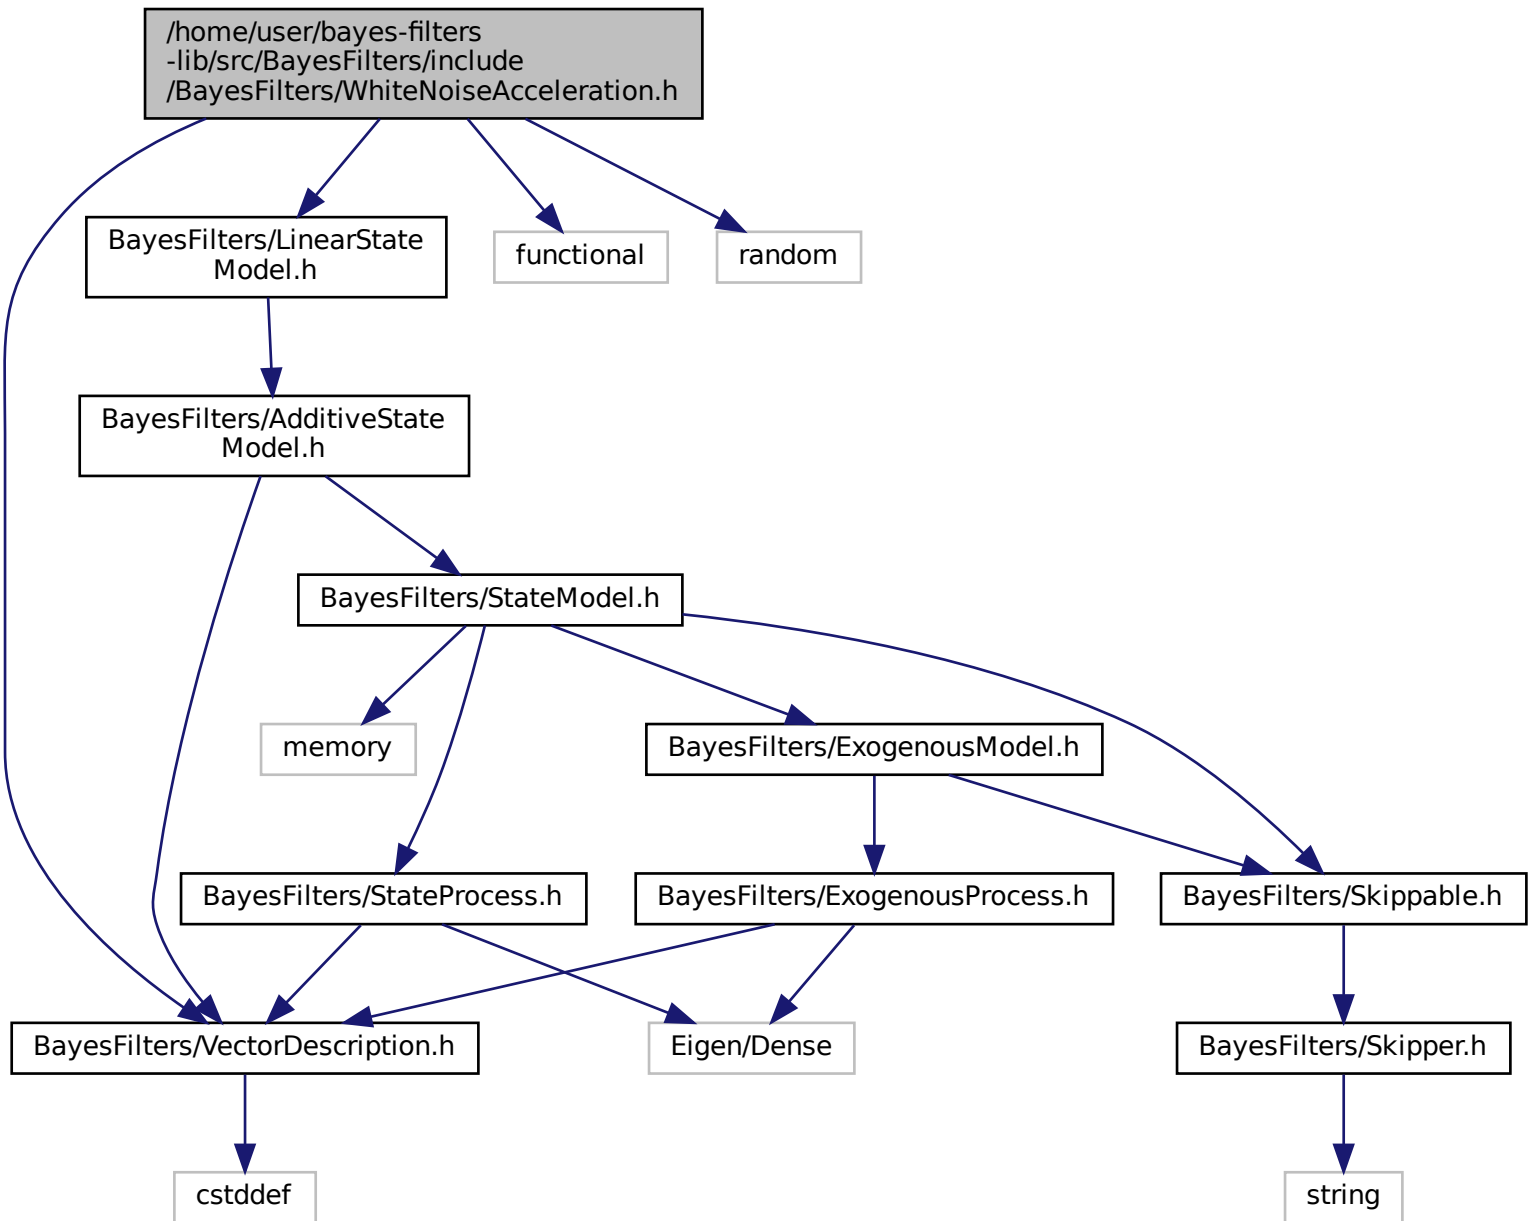 /home/user/bayes-filters
-lib/src/BayesFilters/include
/BayesFilters/WhiteNoiseAcceleration.h
BayesFilters/LinearState
Model.h
functional
random
BayesFilters/AdditiveState
Model.h
BayesFilters/StateModel.h
memory
BayesFilters/ExogenousModel.h
BayesFilters/StateProcess.h
BayesFilters/ExogenousProcess.h
BayesFilters/Skippable.h
BayesFilters/VectorDescription.h
Eigen/Dense
BayesFilters/Skipper.h
cstddef
string